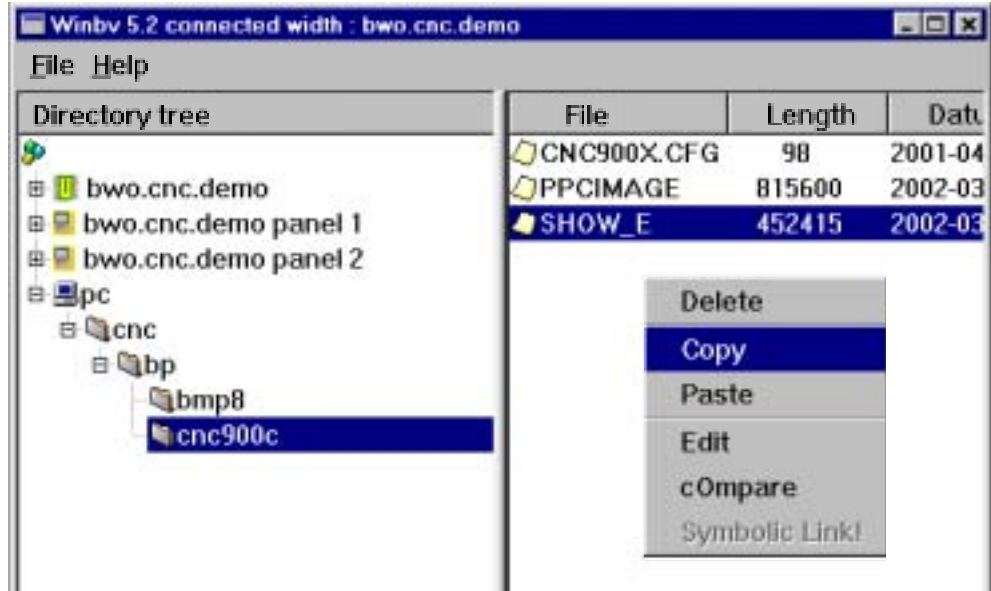 Winbv 5.2 connected width : bwo.cnc.demo
File Help
Directory tree
bwo.cnc.demo
bwo.cnc.demo panel 1
bwo.cnc.demo panel 2
pc
cnc
bp
bmp8
cnc900c
File Length Datu
CNC900X.CFG 98 2001-04
PPCIMAGE 815600 2002-03
SHOW_E 452415 2002-03
Delete
Copy
Paste
Edit
cOmpare
Symbolic Link!